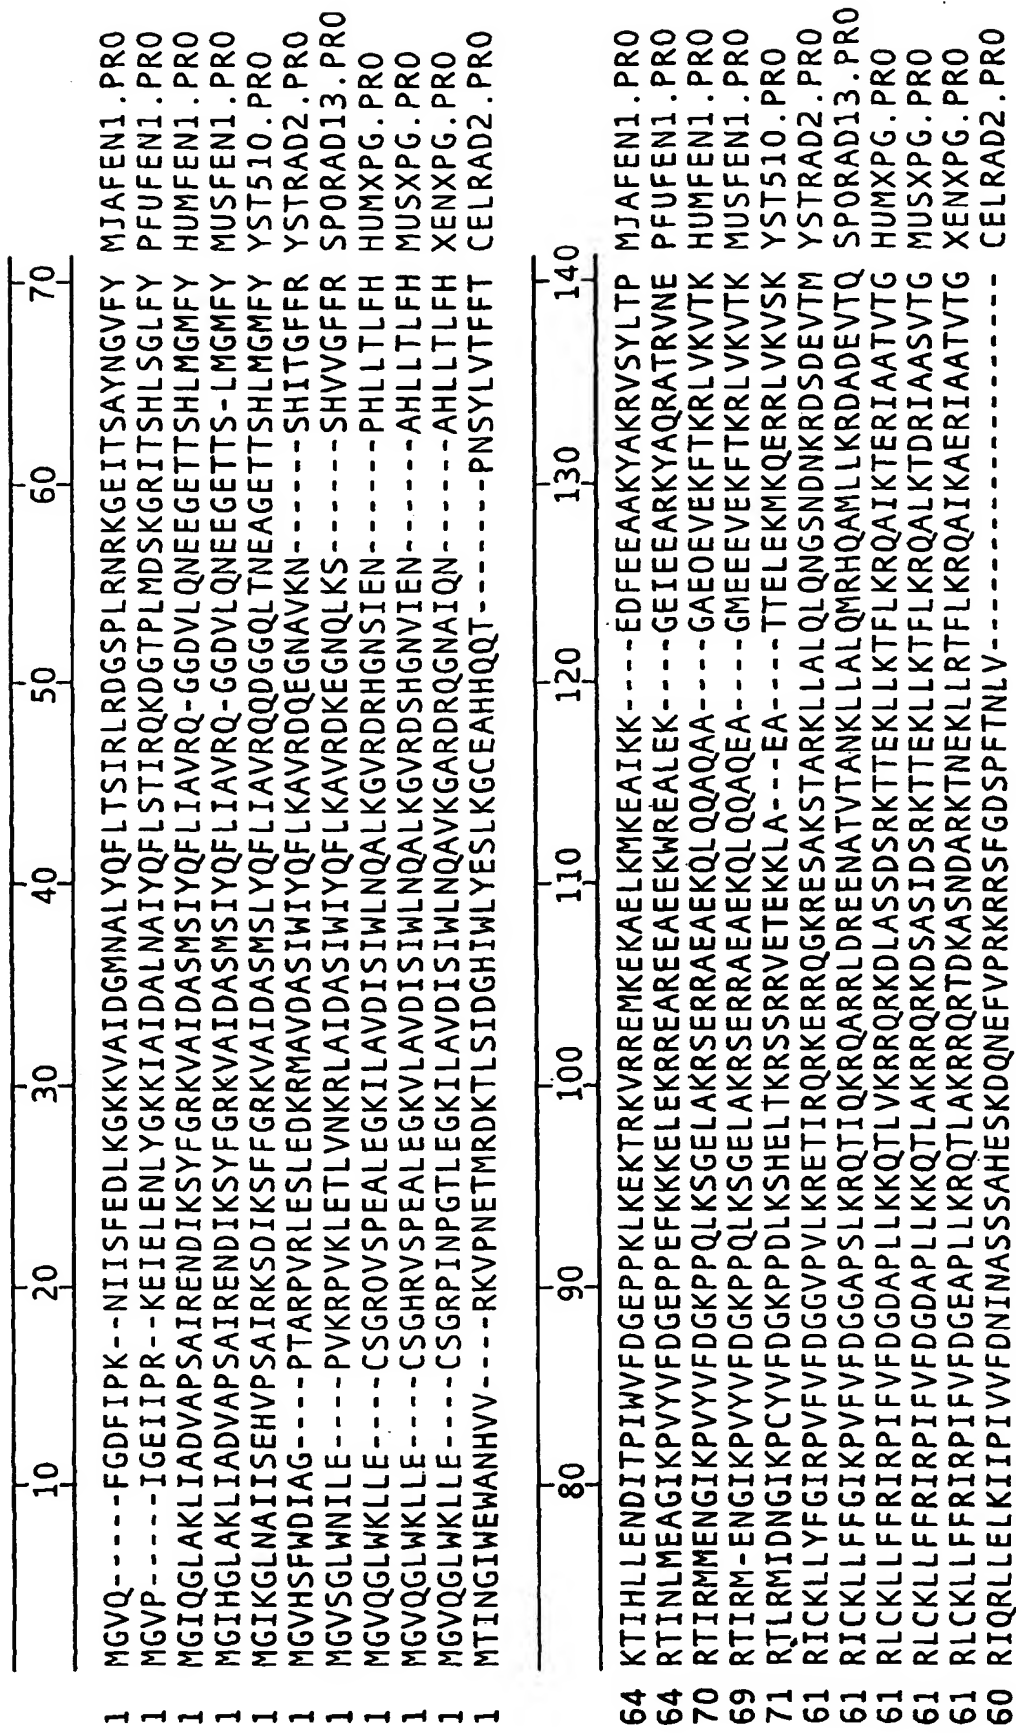 10 20 30 40 50 60 70
1 MGVQ-----FGDFIPK--NIISFEDLKGKKVAIDGMNALYQFLTSIRLRDGSPLRNRKGEITSAYNGVFY MJAFEN1.PRO
1 MGVP----IGEIIPR--KEIELENLYGKKIAIDALNAIYQFLSTIRQKDGTPLMDSKGRITSHLSGLFY PFUFEN1.PRO
1 MGIQGLAKLIADVAPSAIRENDIKSYFGRKVAIDASMSIYQFLIAVRQ-GGDVLQNEEGETTSHLMGMFY HUMFEN1.PRO
1 MGIHGLAKLIADVAPSAIRENDIKSYFGRKVAIDASMSIYQFLIAVRQ-GGDVLQNEEGETTS-LMGMFY MUSFEN1.PRO
1 MGIKGLNAIISEHVPSAIRKSDIKSFFGRKVAIDASMSLYQFLIAVRQQDGGQLTNEAGETTSHLMGMFY YST510.PRO
1 MGVHSFWDIAG----PTARPVRLESLEDKRMAVDASIWIYQFLKAVRDQEGNAVKN------SHITGFFR YSTRAD2.PRO
1 MGVSGLWNILE----PVKRPVKLETLVNKRLAIDASIWIYQFLKAVRDKEGNQLKS------SHVVGFFR SPORAD13.PRO
1 MGVQGLWKLLE----CSGROVSPEALEGKILAVDISIWLNQALKGVRDRHGNSIEN------PHLLTLFH HUMXPG.PRO
1 MGVQGLWKLLE----CSGHRVSPEALEGKVLAVDISIWLNQALKGVRDSHGNVIEN------AHLLTLFH MUSXPG.PRO
1 MGVQGLWKLLE----CSGRPINPGTLEGKILAVDISIWLNQAVKGARDRQGNAIQN------AHLLTLFH XENXPG.PRO
1 MTINGIWEWANHVV----RKVPNETMRDKTLSIDGHIWLYESLKGCEAHHQQT------PNSYLVTFFT CELRAD2.PRO
80 90 100 110 120 130 140
64 KTIHLLENDITPIWVFDGEPPKLKEKTRKVRREMKEKAELKMKEAIKK----EDFEEAAKYAKRVSYLTP MJAFEN1.PRO
64 RTINLMEAGIKPVYVFDGEPPEFKKKELEKRREAREEAEEKWREALEK----GEIEEARKYAQRATRVNE PFUFEN1.PRO
70 RTIRMMENGIKPVYVFDGKPPQLKSGELAKRSERRAEAEKQLQQAQAA----GAEOEVEKFTKRLVKVTK HUMFEN1.PRO
69 RTIRM-ENGIKPVYVFDGKPPQLKSGELAKRSERRAEAEKQLQQAQEA----GMEEEVEKFTKRLVKVTK MUSFEN1.PRO
71 RTLRMIDNGIKPCYVFDGKPPDLKSHELTKRSSRRVETEKKLA---EA----TTELEKMKQERRLVKVSK YST510.PRO
61 RICKLLYFGIRPVFVFDGGVPVLKRETIRQRKERRQGKRESAKSTARKLLALQLQNGSNDNKRDSDEVTM YSTRAD2.PRO
61 RICKLLFFGIKPVFVFDGGAPSLKRQTIQKRQARRLDREENATVTANKLLALQMRHQAMLLKRDADEVTQ SPORAD13.PRO
61 RLCKLLFFRIRPIFVFDGDAPLLKKQTLVKRRQRKDLASSDSRKTTEKLLKTFLKRQAIKTERIAATVTG HUMXPG.PRO
61 RLCKLLFFRIRPIFVFDGDAPLLKKQTLAKRRQRKDSASIDSRKTTEKLLKTFLKRQALKTDRIAASVTG MUSXPG.PRO
61 RLCKLLFFRIRPIFVFDGEAPLLKRQTLAKRRQRTDKASNDARKTNEKLLRTFLKRQAIKAERIAATVTG XENXPG.PRO
60 RIQRLLELKIIPIVVFDNINASSSAHESKDQNEFVPRKRRSFGDSPFTNLV------------------- CELRAD2.PRO